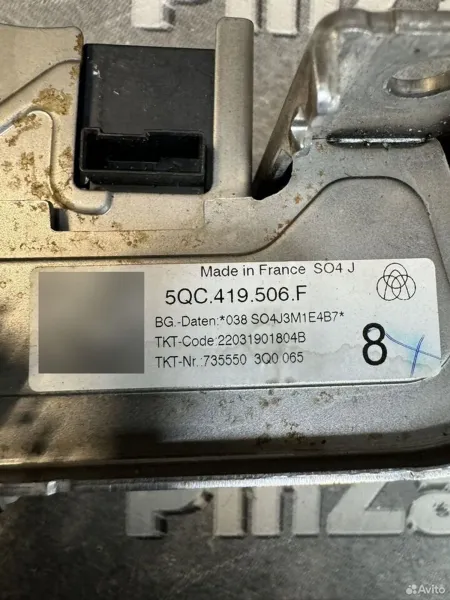 Made in France SO4 J
5QC.419.506.F
BG.-Daten:*038 SO4J3M1E4B7*
TKT-Code 22031901804B
TKT-Nr. 735550 3Q0 065
8
Avito